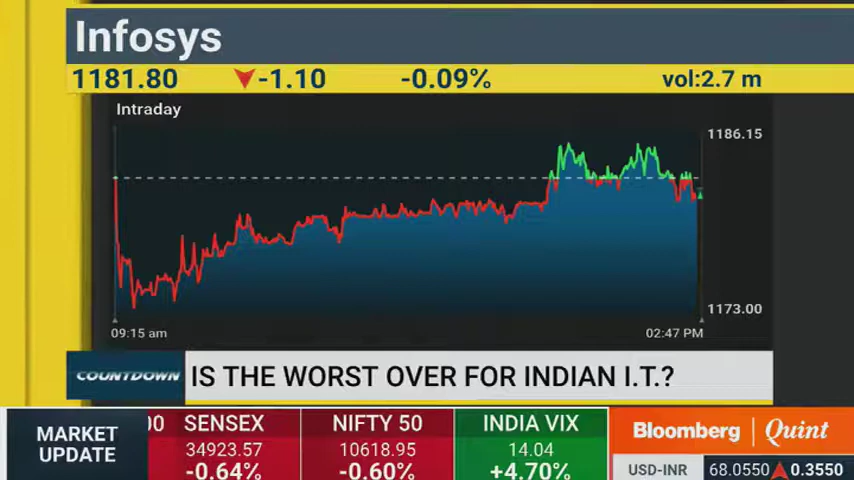 Infosys
1181.80 -1.10 -0.09% vol:2.7 m
Intraday
1186.15
1173.00
09:15 am 02:47 PM
COUNTDOWN IS THE WORST OVER FOR INDIAN I.T.?
MARKET UPDATE
00
SENSEX
34923.57
-0.64%
NIFTY 50
10618.95
-0.60%
INDIA VIX
14.04
+4.70%
Bloomberg | Quint
USD-INR 68.0550 0.3550